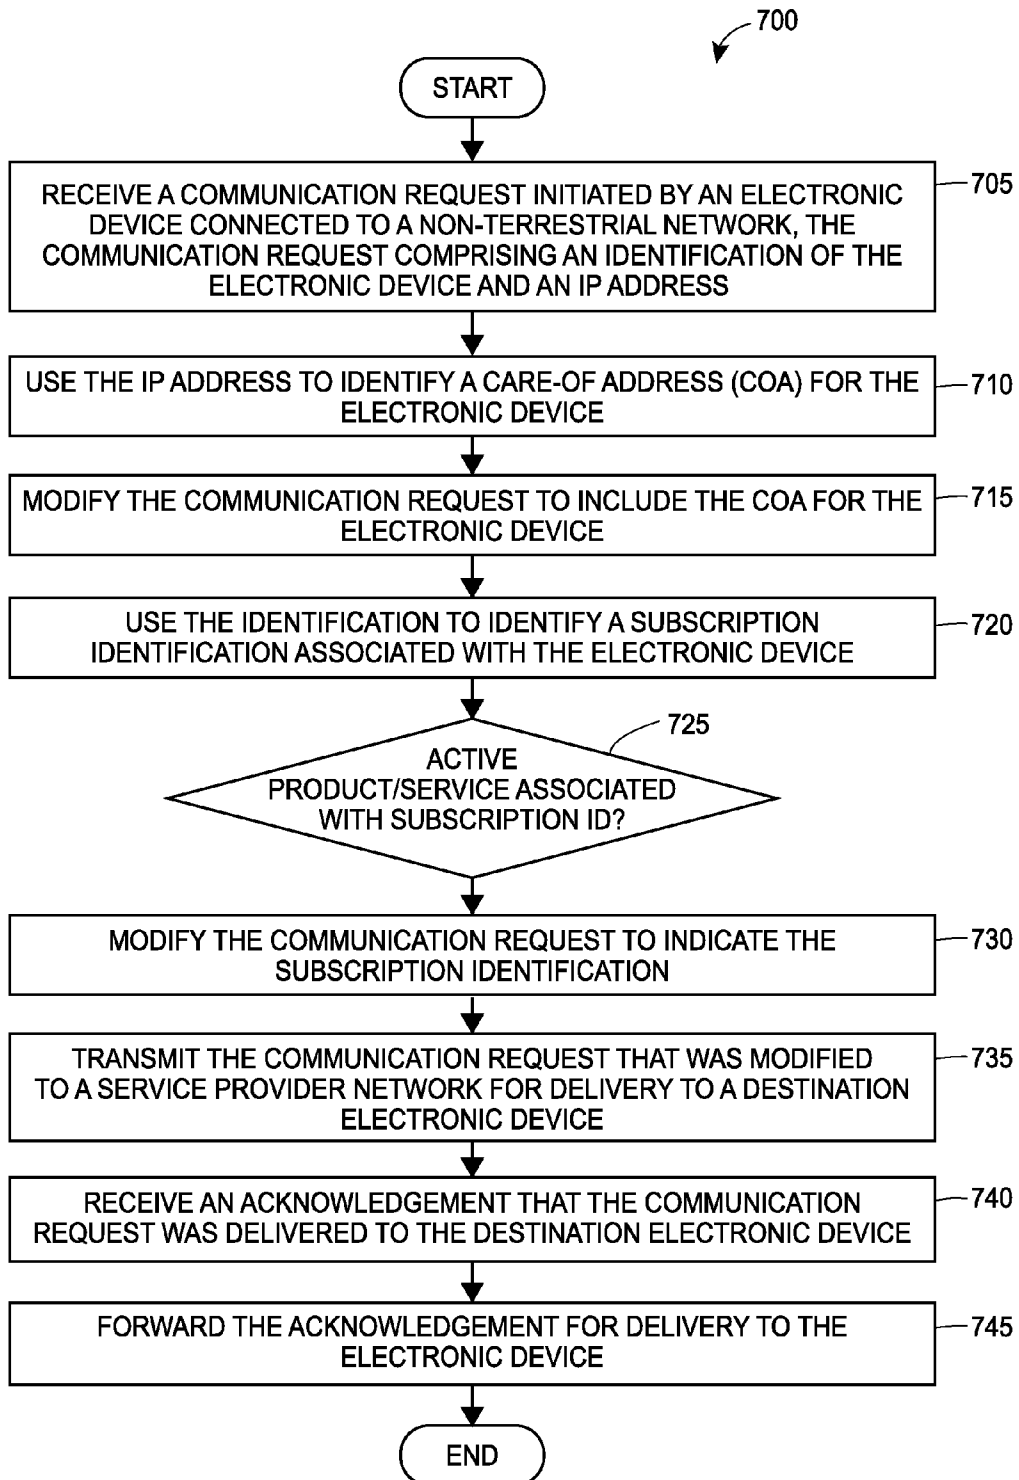 700
START
RECEIVE A COMMUNICATION REQUEST INITIATED BY AN ELECTRONIC
DEVICE CONNECTED TO A NON-TERRESTRIAL NETWORK, THE
COMMUNICATION REQUEST COMPRISING AN IDENTIFICATION OF THE
ELECTRONIC DEVICE AND AN IP ADDRESS
705
USE THE IP ADDRESS TO IDENTIFY A CARE-OF ADDRESS (COA) FOR THE
ELECTRONIC DEVICE
710
MODIFY THE COMMUNICATION REQUEST TO INCLUDE THE COA FOR THE
ELECTRONIC DEVICE
715
USE THE IDENTIFICATION TO IDENTIFY A SUBSCRIPTION
IDENTIFICATION ASSOCIATED WITH THE ELECTRONIC DEVICE
720
725
ACTIVE
PRODUCT/SERVICE ASSOCIATED
WITH SUBSCRIPTION ID?
MODIFY THE COMMUNICATION REQUEST TO INDICATE THE
SUBSCRIPTION IDENTIFICATION
730
TRANSMIT THE COMMUNICATION REQUEST THAT WAS MODIFIED
TO A SERVICE PROVIDER NETWORK FOR DELIVERY TO A DESTINATION
ELECTRONIC DEVICE
735
RECEIVE AN ACKNOWLEDGEMENT THAT THE COMMUNICATION
REQUEST WAS DELIVERED TO THE DESTINATION ELECTRONIC DEVICE
740
FORWARD THE ACKNOWLEDGEMENT FOR DELIVERY TO THE
ELECTRONIC DEVICE
745
END